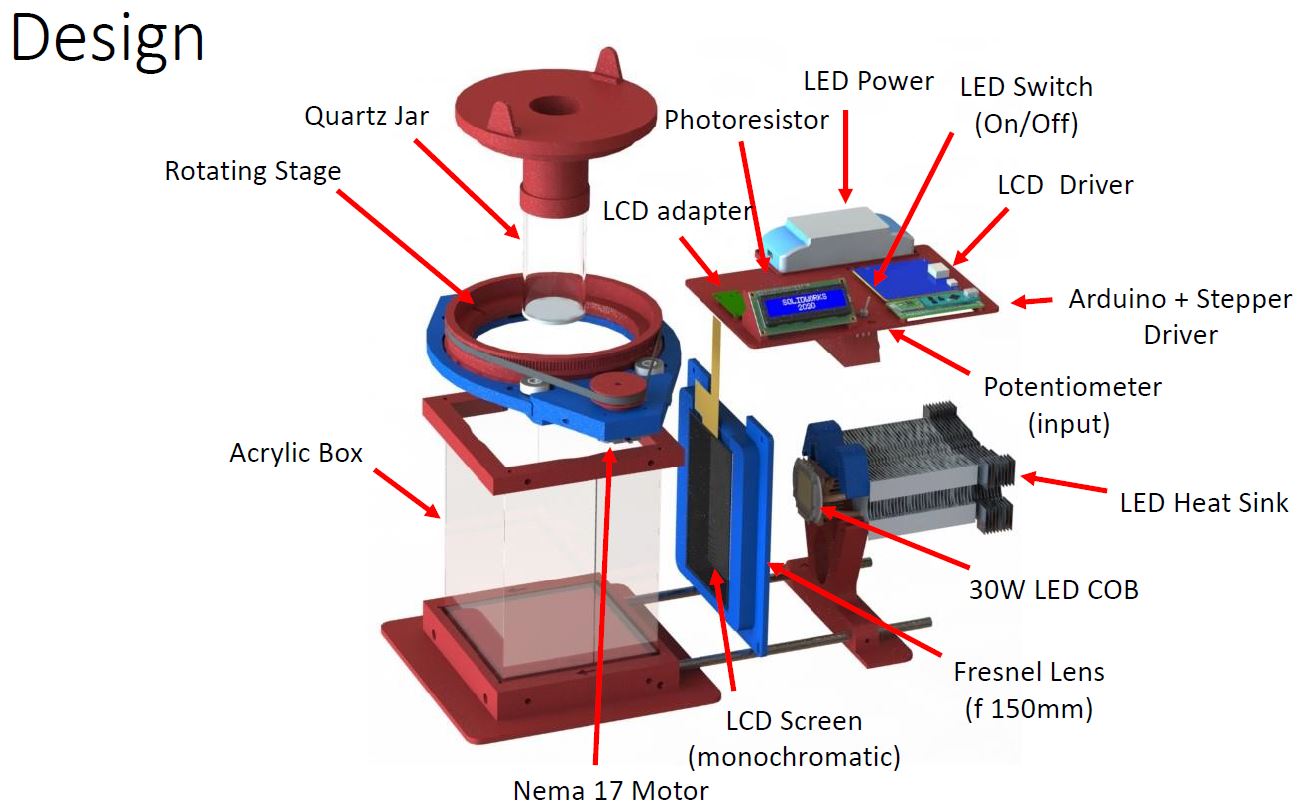 Design
LED Power
LED Switch
(On/Off)
Quartz Jar
Photoresistor
Rotating Stage
LCD  Driver
LCD adapter
SOLIDWORKS
2020
Arduino + Stepper
Driver
Potentiometer
(input)
Acrylic Box
LED Heat Sink
30W LED COB
Fresnel Lens
(f 150mm)
LCD Screen
(monochromatic)
Nema 17 Motor